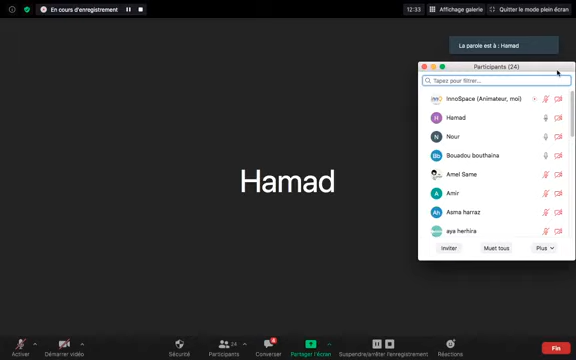 En cours d'enregistrement
12:33
Affichage galerie
Quitter le mode plein écran
La parole est à : Hamad
Participants (24)
Tapez pour filtrer...
InnoSpace (Animateur, moi)
H Hamad
N Nour
Bb Bouadou bouthaina
Amel Same
A Amir
Ah Asma harraz
aya herhira
Inviter
Muet tous
Plus
Hamad
Activer
Démarrer vidéo
Sécurité
24
Participants
Converser
Partager l'écran
Suspendre/arrêter l'enregistrement
Réactions
Fin